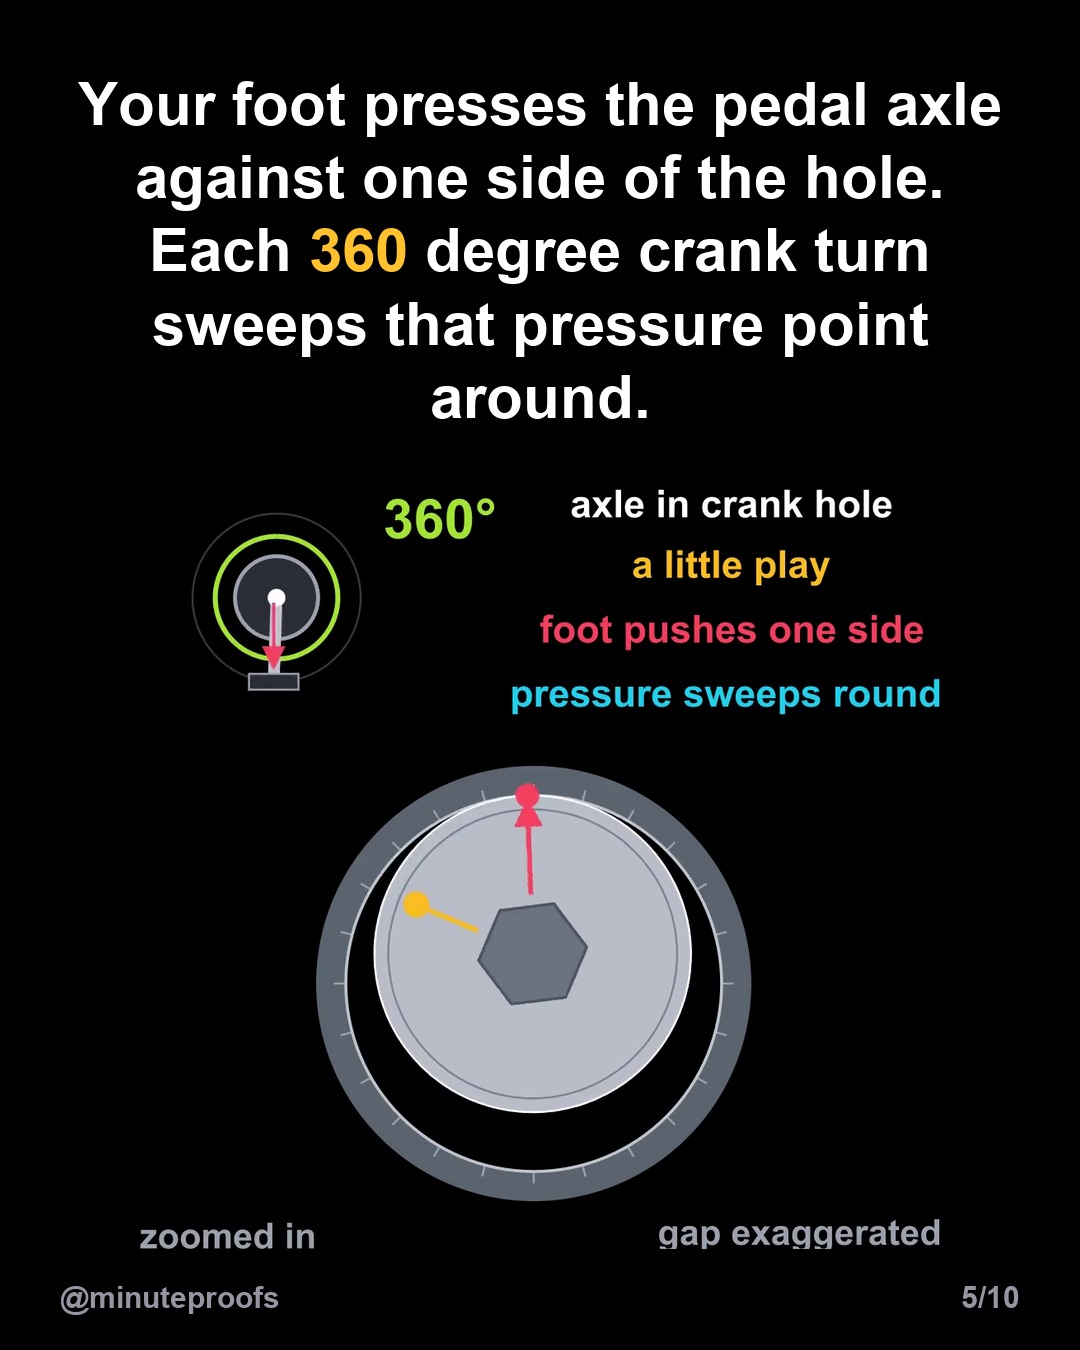 Your foot presses the pedal axle
against one side of the hole.
Each 360 degree crank turn
sweeps that pressure point
around.
360°
axle in crank hole
a little play
foot pushes one side
pressure sweeps round
zoomed in
gap exaggerated
@minuteproofs
5/10